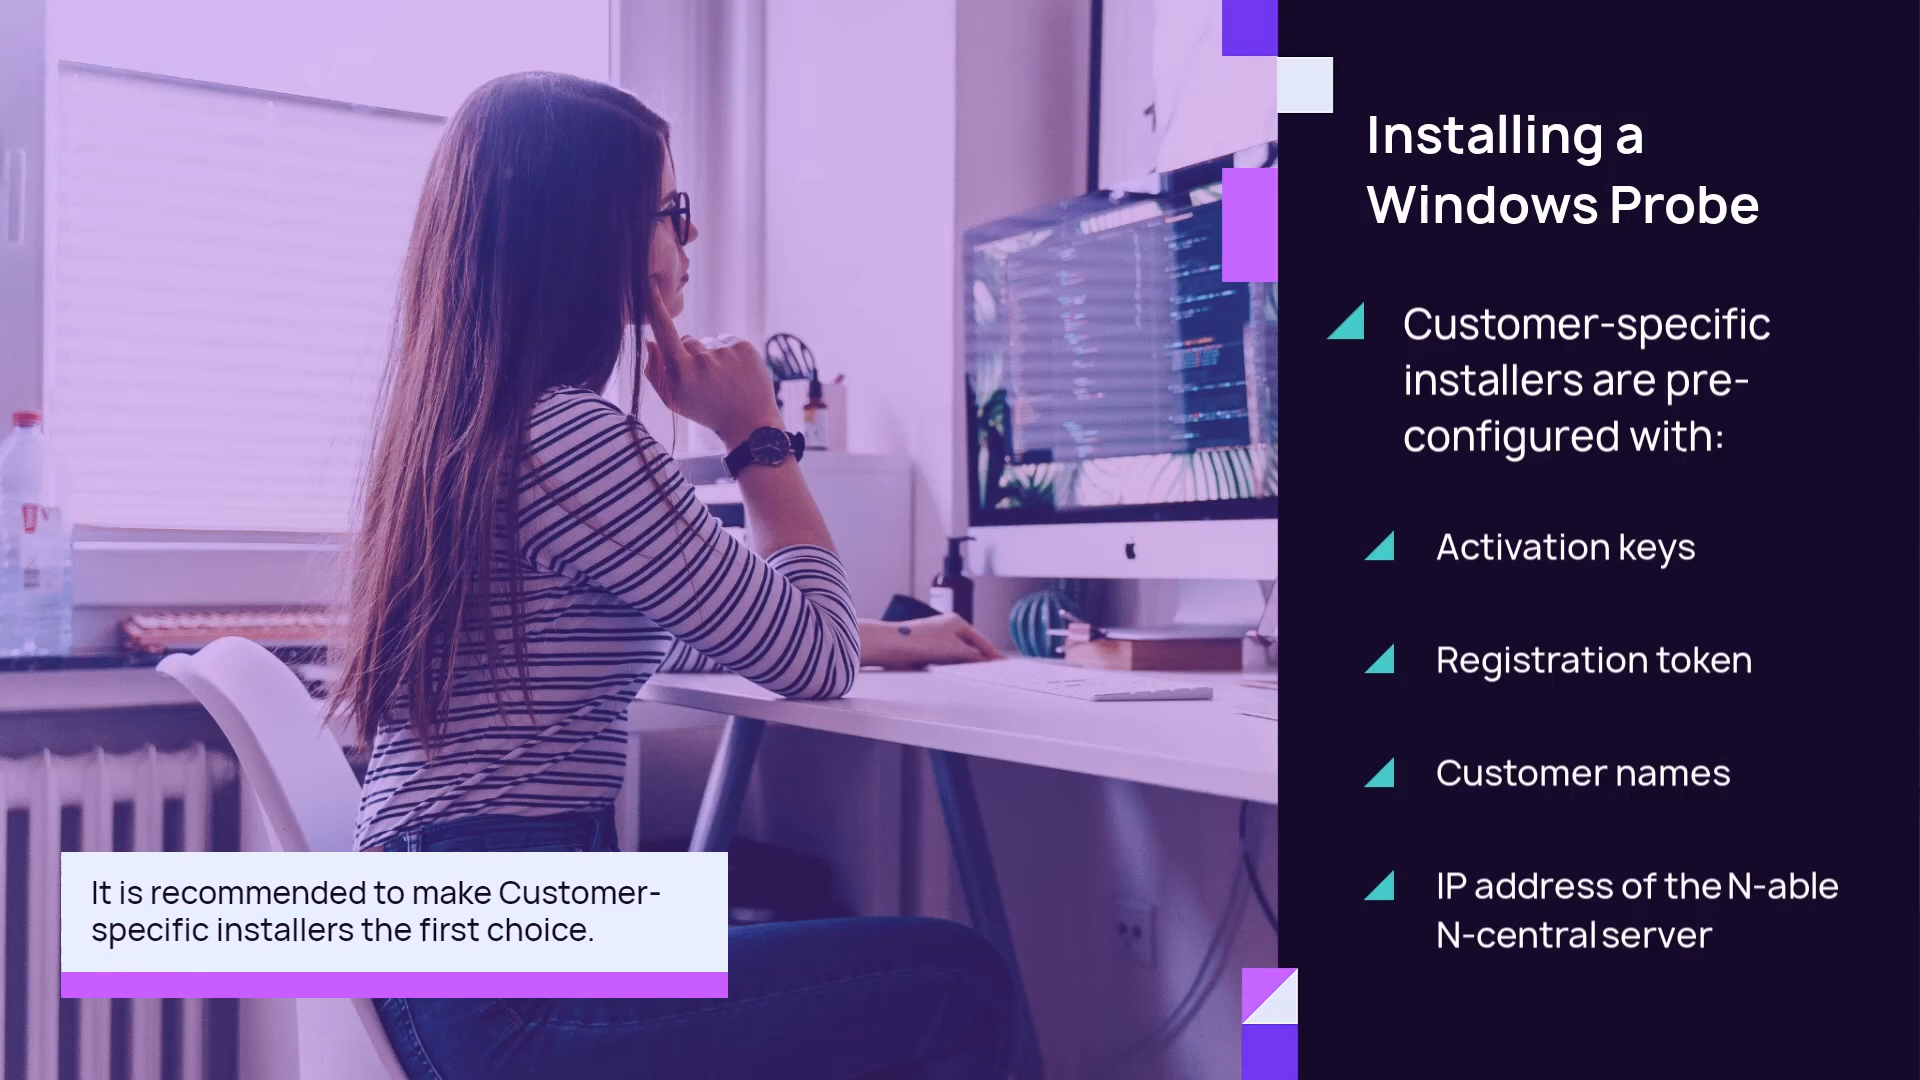 Installing a
Windows Probe
Customer-specific
installers are pre-
configured with:
Activation keys
Registration token
Customer names
IP address of the N-able
N-central server
It is recommended to make Customer-
specific installers the first choice.